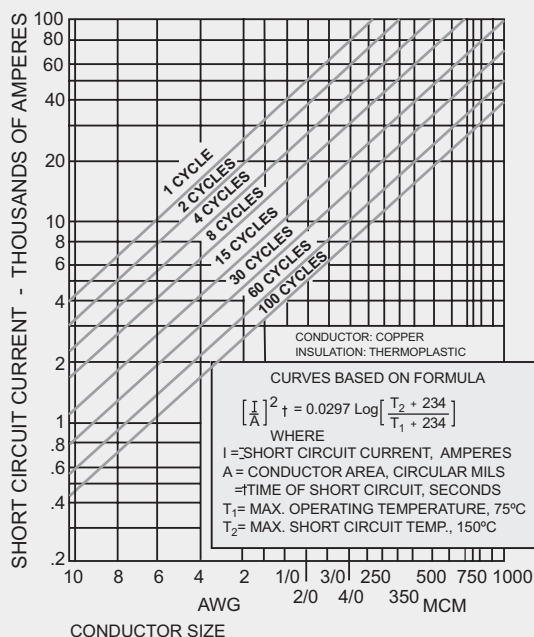 SHORT CIRCUIT CURRENT - THOUSANDS OF AMPERES
100
80
60
40
20
10
8
6
4
2
1
.8
.6
.4
.2
1 CYCLE
2 CYCLES
4 CYCLES
8 CYCLES
15 CYCLES
30 CYCLES
60 CYCLES
100 CYCLES
CONDUCTOR: COPPER
INSULATION: THERMOPLASTIC
CURVES BASED ON FORMULA
[I/A]² t = 0.0297 Log[T₂ + 234 / T₁ + 234]
WHERE
I = SHORT CIRCUIT CURRENT, AMPERES
A = CONDUCTOR AREA, CIRCULAR MILS
=tTIME OF SHORT CIRCUIT, SECONDS
T₁= MAX. OPERATING TEMPERATURE, 75ºC
T₂= MAX. SHORT CIRCUIT TEMP., 150ºC
10 8 6 4 2 1/0 3/0 250 500 750 1000
2/0 4/0 350 MCM
AWG
CONDUCTOR SIZE